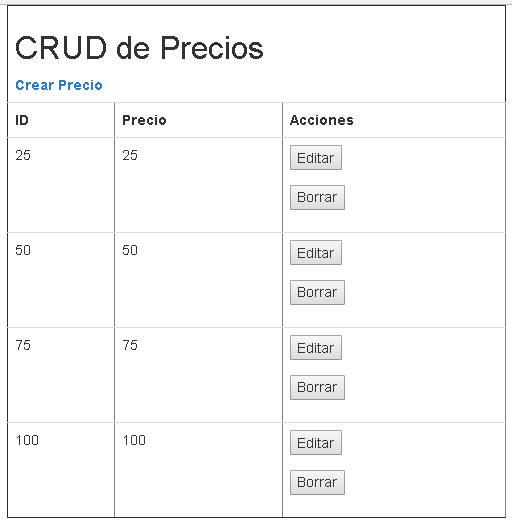 CRUD de Precios
Crear Precio
ID Precio Acciones
25 25 Editar
Borrar
50 50 Editar
Borrar
75 75 Editar
Borrar
100 100 Editar
Borrar